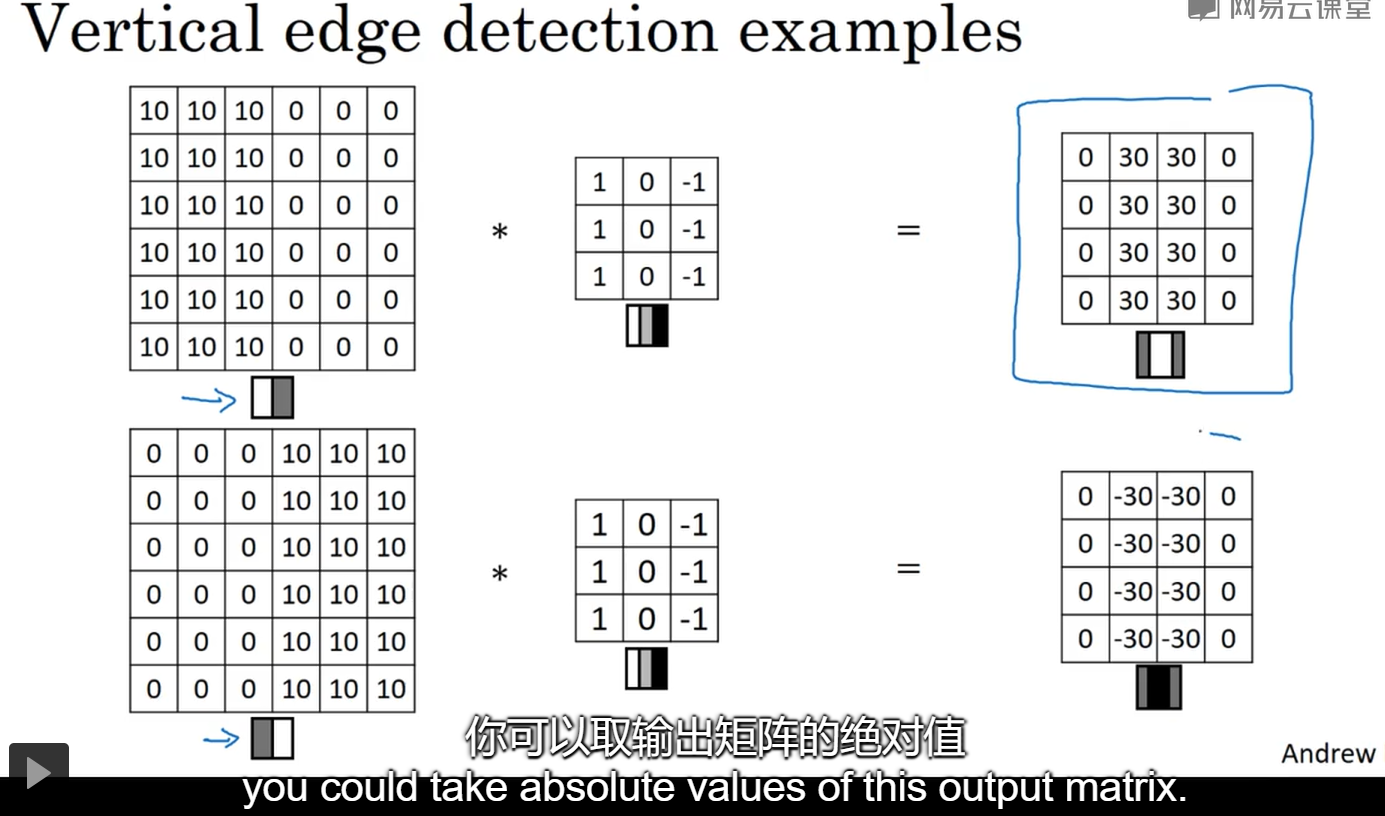 网易云课堂
Vertical edge detection examples
10 10 10 0 0 0
10 10 10 0 0 0
10 10 10 0 0 0
10 10 10 0 0 0
10 10 10 0 0 0
10 10 10 0 0 0
*
1 0 -1
1 0 -1
1 0 -1
=
0 30 30 0
0 30 30 0
0 30 30 0
0 30 30 0
0 0 0 10 10 10
0 0 0 10 10 10
0 0 0 10 10 10
0 0 0 10 10 10
0 0 0 10 10 10
0 0 0 10 10 10
*
1 0 -1
1 0 -1
1 0 -1
=
0 -30 -30 0
0 -30 -30 0
0 -30 -30 0
0 -30 -30 0
你可以取输出矩阵的绝对值
Andrew
you could take absolute values of this output matrix.